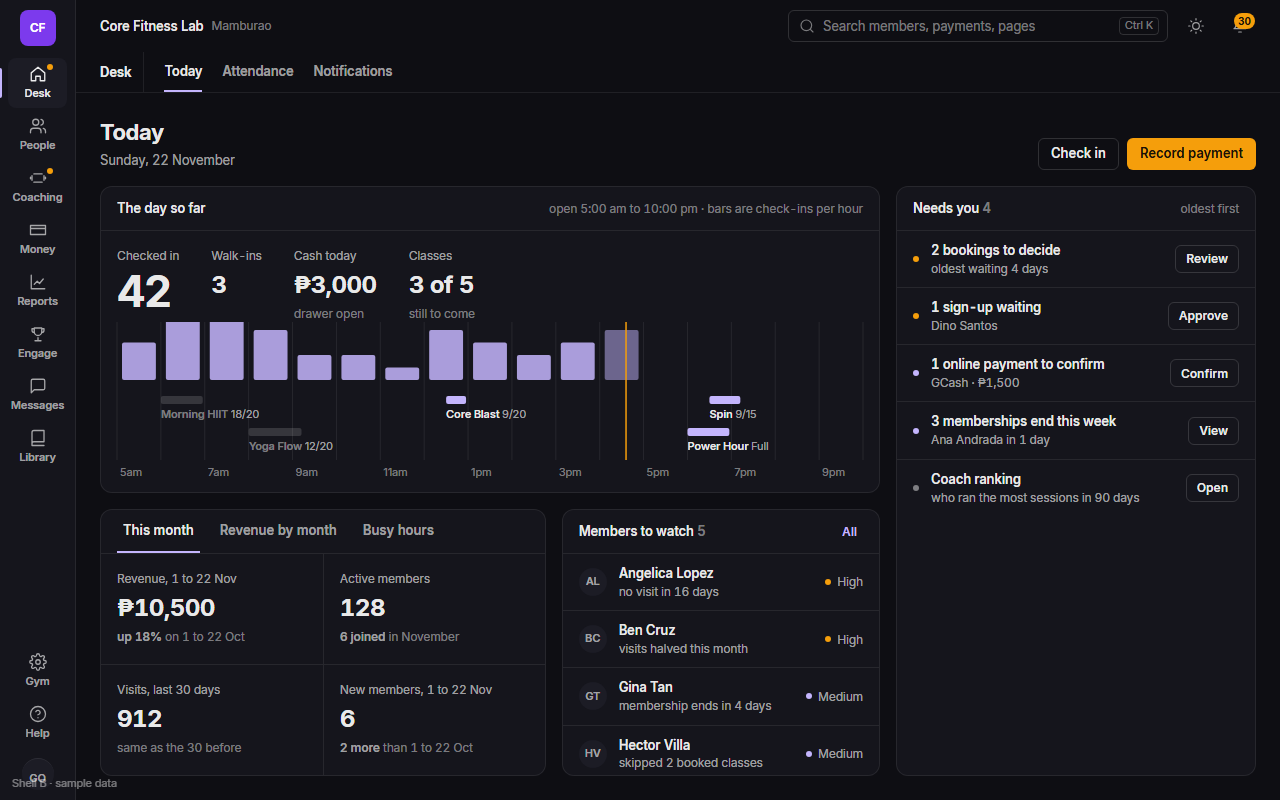 CF
Core Fitness Lab Mamburao
Search members, payments, pages Ctrl K
30
Desk
People
Coaching
Money
Reports
Engage
Messages
Library
Gym
Help
GO
Shell B · sample data
Desk Today Attendance Notifications
Today
Sunday, 22 November
Check in Record payment
The day so far open 5:00 am to 10:00 pm · bars are check-ins per hour
Checked in Walk-ins Cash today Classes
42 3 ₱3,000 3 of 5
drawer open still to come
Morning HIIT 18/20 Core Blast 9/20 Spin 9/15
Yoga Flow 12/20 Power Hour Full
5am 7am 9am 11am 1pm 3pm 5pm 7pm 9pm
Needs you 4 oldest first
2 bookings to decide
oldest waiting 4 days
Review
1 sign-up waiting
Dino Santos
Approve
1 online payment to confirm
GCash · ₱1,500
Confirm
3 memberships end this week
Ana Andrada in 1 day
View
Coach ranking
who ran the most sessions in 90 days
Open
This month Revenue by month Busy hours
Revenue, 1 to 22 Nov
₱10,500
up 18% on 1 to 22 Oct
Active members
128
6 joined in November
Visits, last 30 days
912
same as the 30 before
New members, 1 to 22 Nov
6
2 more than 1 to 22 Oct
Members to watch 5 All
AL Angelica Lopez
no visit in 16 days
High
BC Ben Cruz
visits halved this month
High
GT Gina Tan
membership ends in 4 days
Medium
HV Hector Villa
skipped 2 booked classes
Medium